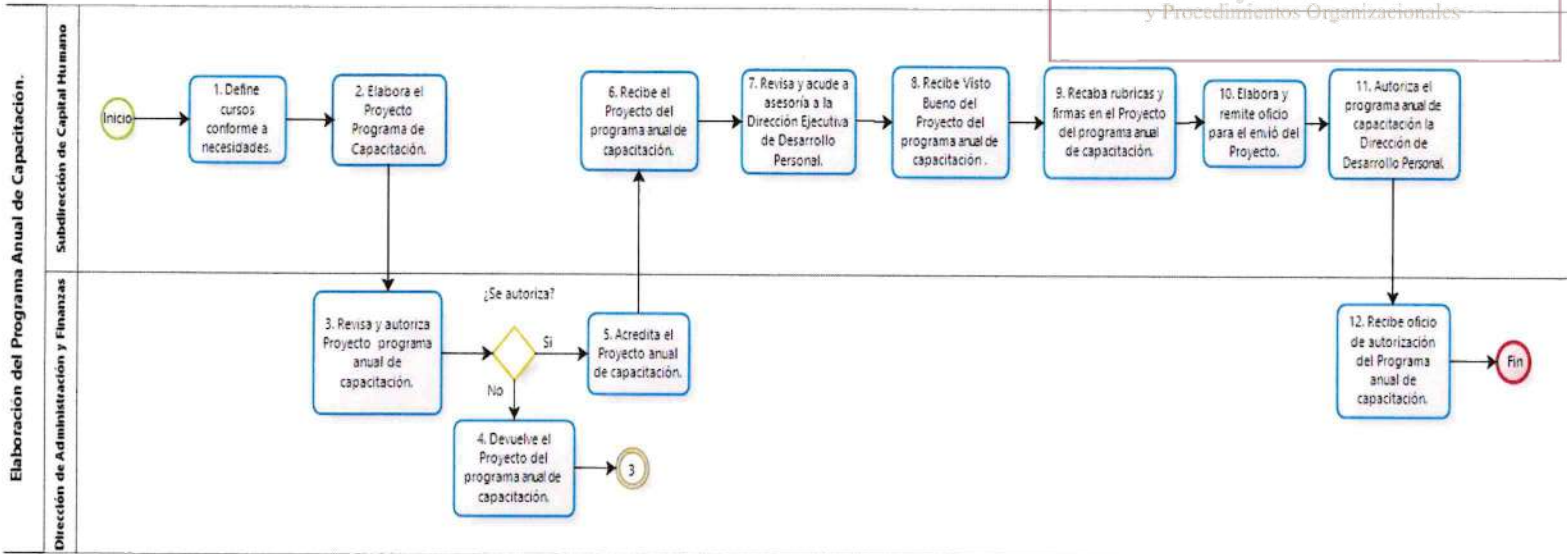 y Procedimientos Organizacionales
Elaboración del Programa Anual de Capacitación.
Subdirección de Capital Humano
Inicio
1. Define
cursos
conforme a
necesidades.
2. Elabora el
Proyecto
Programa de
Capacitación.
6. Recibe el
Proyecto del
programa anual de
capacitación.
7. Revisa y acude a
asesoría a la
Dirección Ejecutiva
de Desarrollo
Personal.
8. Recibe Visto
Bueno del
Proyecto del
programa anual de
capacitación .
9. Recaba rubricas y
firmas en el Proyecto
del programa anual
de capacitación.
10. Elabora y
remite oficio
para el envió del
Proyecto.
11. Autoriza el
programa anual de
capacitación la
Dirección de
Desarrollo Personal.
Dirección de Administración y Finanzas
3. Revisa y autoriza
Proyecto programa
anual de
capacitación.
¿Se autoriza?
Si
No
4. Devuelve el
Proyecto del
programa anual de
capacitación.
3
5. Acredita el
Proyecto anual
de capacitación.
12. Recibe oficio
de autorización
del Programa
anual de
capacitación.
Fin